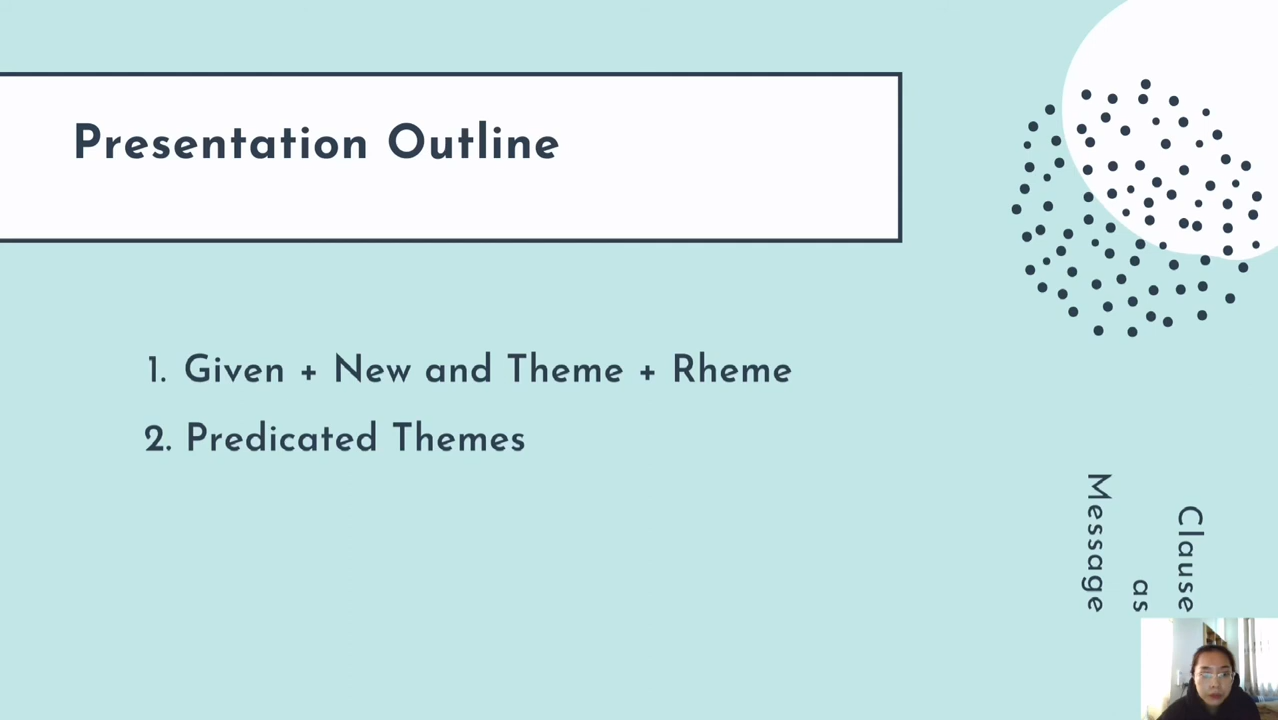 Presentation Outline
1. Given + New and Theme + Rheme
2. Predicated Themes
Clause
as
Message